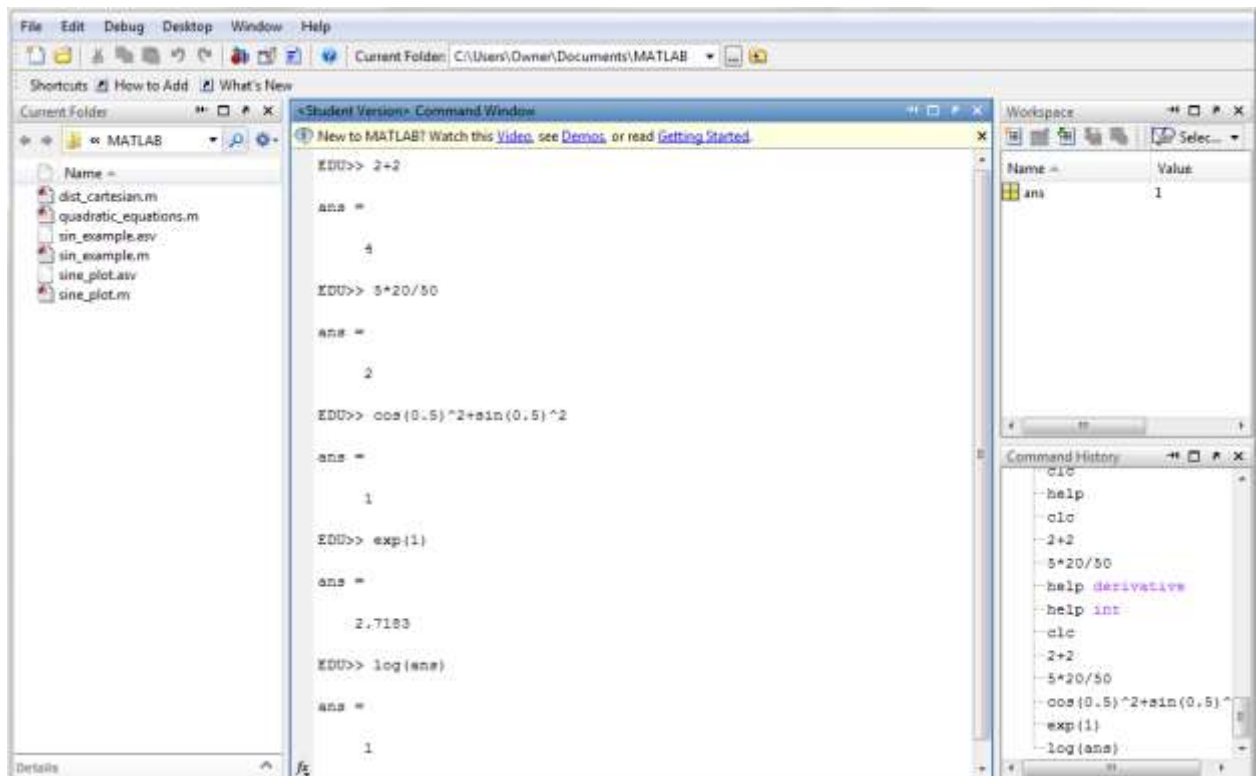 File Edit Debug Desktop Window Help
Current Folder: C:\Users\Owner\Documents\MATLAB
Shortcuts How to Add What's New
Current Folder
« MATLAB
Name
dist_cartesian.m
quadratic_equations.m
sin_example.asv
sin_example.m
sine_plot.asv
sine_plot.m
Details
<Student Version> Command Window
New to MATLAB? Watch this Video, see Demos, or read Getting Started.
EDU>> 2+2
ans =
4
EDU>> 5*20/50
ans =
2
EDU>> cos(0.5)^2+sin(0.5)^2
ans =
1
EDU>> exp(1)
ans =
2.7183
EDU>> log(ans)
ans =
1
fx
Workspace
Selec...
Name Value
ans 1
Command History
clc
help
clc
2+2
5*20/50
help derivative
help int
clc
2+2
5*20/50
cos(0.5)^2+sin(0.5)^
exp(1)
log(ans)